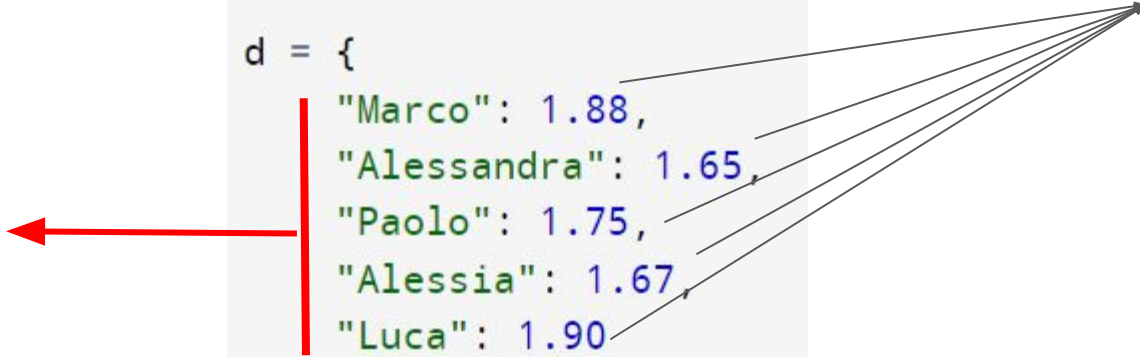 d = {
"Marco": 1.88,
"Alessandra": 1.65,
"Paolo": 1.75,
"Alessia": 1.67,
"Luca": 1.90